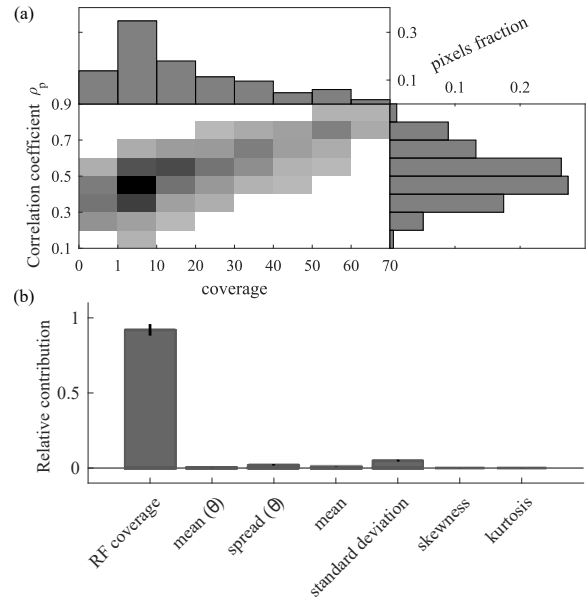 (a)
0.3
0.1
pixels fraction
0.1
0.2
Correlation coefficient ρp
0.9
0.7
0.5
0.3
0.1
0 1 10 20 30 40 50 60 70
coverage
(b)
Relative contribution
1
0.5
0
RF coverage
mean (θ)
spread (θ)
mean
standard deviation
skewness
kurtosis